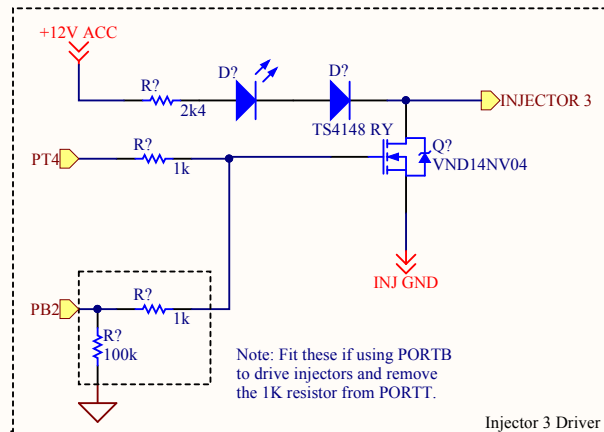 +12V ACC
R?
2k4
D?
D?
TS4148 RY
INJECTOR 3
PT4
R?
1k
Q?
VND14NV04
INJ GND
PB2
R?
1k
R?
100k
Note: Fit these if using PORTB
to drive injectors and remove
the 1K resistor from PORTT.
Injector 3 Driver